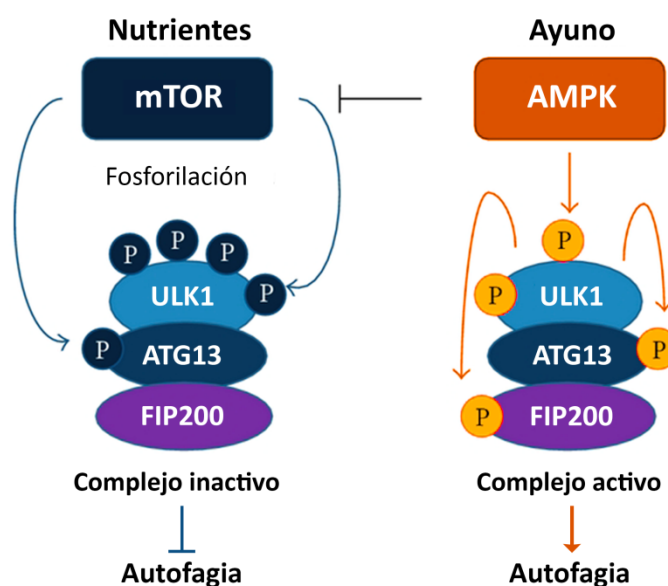 Nutrientes
Ayuno
mTOR
AMPK
Fosforilación
P
P
P
P
P
ULK1
ATG13
FIP200
P
P
ULK1
ATG13
P
P
FIP200
Complejo inactivo
Complejo activo
Autofagia
Autofagia